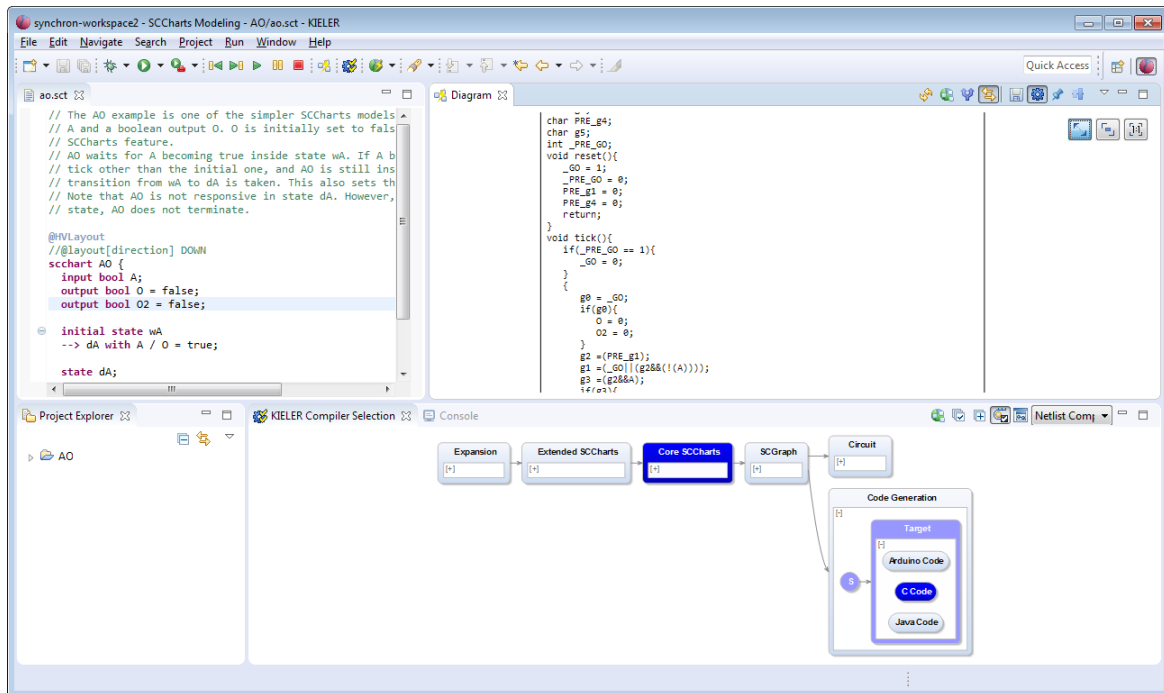 synchron-workspace2 - SCCharts Modeling - AO/ao.sct - KIELER
File Edit Navigate Search Project Run Window Help
Quick Access
ao.sct
// The AO example is one of the simpler SCCharts models
// A and a boolean output O. O is initially set to fals
// SCCharts feature.
// AO waits for A becoming true inside state wA. If A b
// tick other than the initial one, and AO is still ins
// transition from wA to dA is taken. This also sets th
// Note that AO is not responsive in state dA. However,
// state, AO does not terminate.
@HVLayout
//@layout[direction] DOWN
scchart AO {
input bool A;
output bool O = false;
output bool O2 = false;
initial state wA
--> dA with A / O = true;
state dA;
Diagram
char PRE_g4;
char g5;
int _PRE_GO;
void reset(){
_GO = 1;
_PRE_GO = 0;
PRE_g1 = 0;
PRE_g4 = 0;
return;
}
void tick(){
if(_PRE_GO == 1){
_GO = 0;
}
{
g0 = _GO;
if(g0){
O = 0;
O2 = 0;
}
g2 =(PRE_g1);
g1 =(_GO||(g2&&(!(A))));
g3 =(g2&&A);
if(g3){
Project Explorer
AO
KIELER Compiler Selection
Console
Netlist Comp
Expansion
[+]
Extended SCCharts
[+]
Core SCCharts
[+]
SCGraph
[+]
Circuit
[+]
Code Generation
[-]
Target
[-]
S
Arduino Code
C Code
Java Code